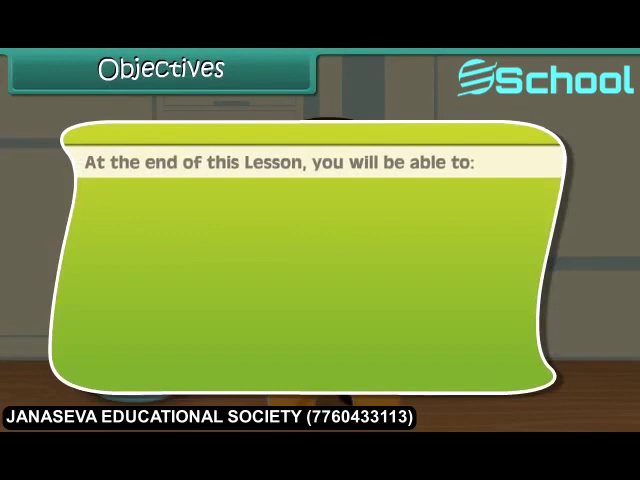 Objectives
School
At the end of this Lesson, you will be able to:
JANASEVA EDUCATIONAL SOCIETY (7760433113)